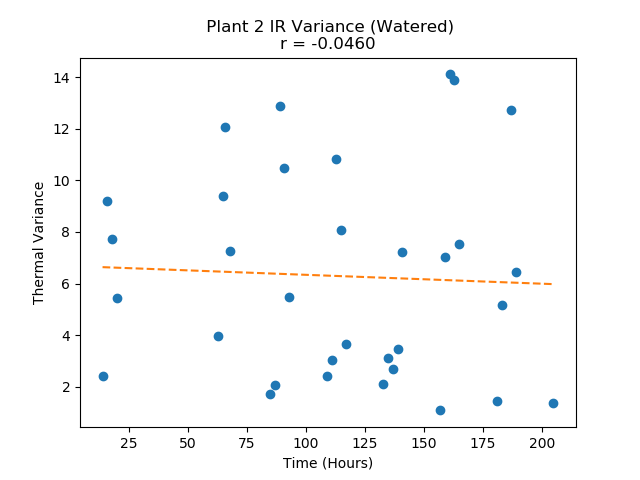 Plant 2 IR Variance (Watered)
r = -0.0460
Thermal Variance
14
12
10
8
6
4
2
25 50 75 100 125 150 175 200
Time (Hours)